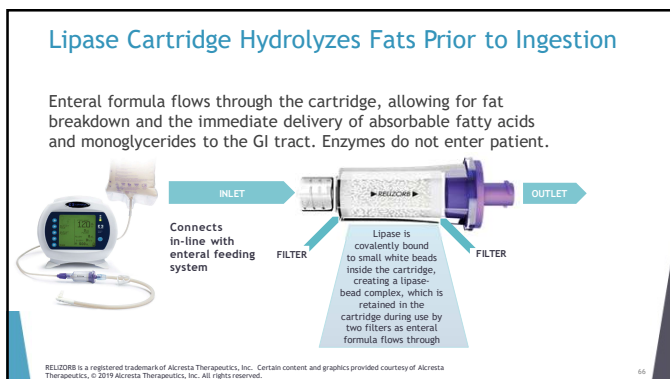 Lipase Cartridge Hydrolyzes Fats Prior to Ingestion
Enteral formula flows through the cartridge, allowing for fat
breakdown and the immediate delivery of absorbable fatty acids
and monoglycerides to the GI tract. Enzymes do not enter patient.
INLET
► RELiZORB ►
OUTLET
Connects
in-line with
enteral feeding
system
FILTER
FILTER
Lipase is
covalently bound
to small white beads
inside the cartridge,
creating a lipase-
bead complex, which is
retained in the
cartridge during use by
two filters as enteral
formula flows through
RELiZORB is a registered trademark of Alcresta Therapeutics, Inc. Certain content and graphics provided courtesy of Alcresta
Therapeutics, © 2019 Alcresta Therapeutics, Inc. All rights reserved.
66